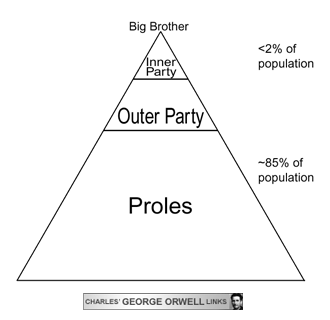 Big Brother
<2% of
population
Inner
Party
Outer Party
~85% of
population
Proles
CHARLES' GEORGE ORWELL LINKS